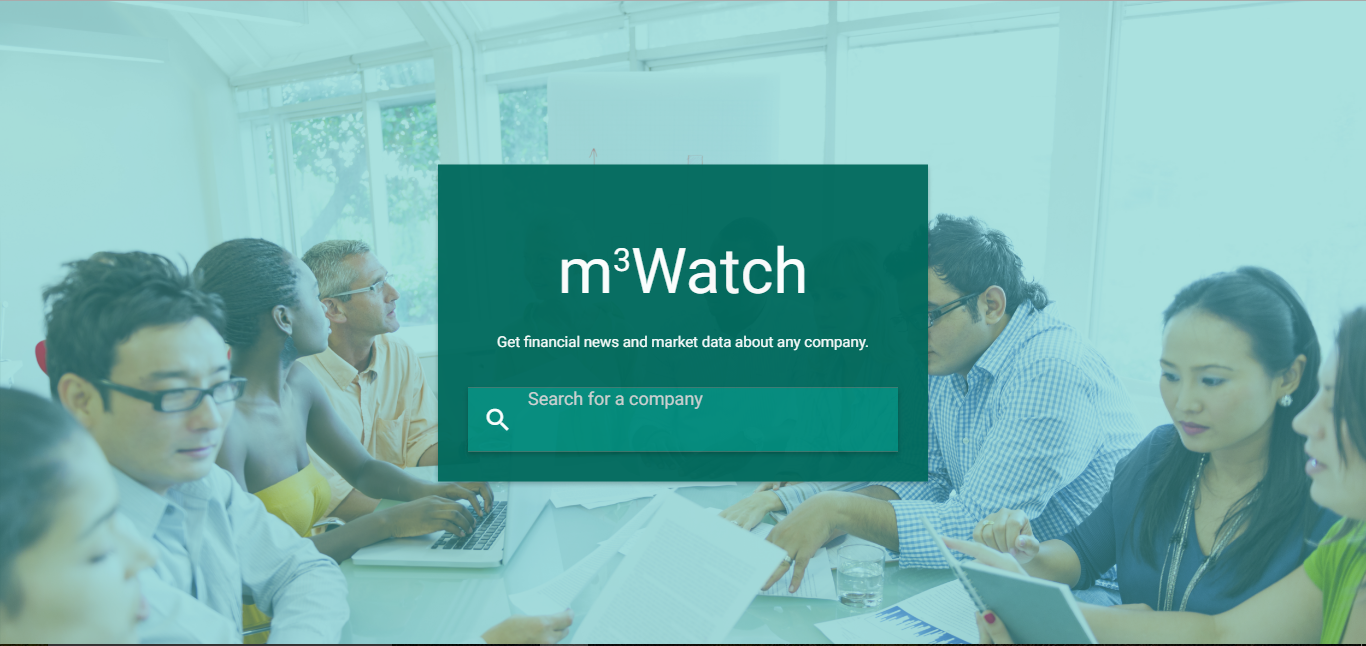 m³Watch
Get financial news and market data about any company.
Search for a company